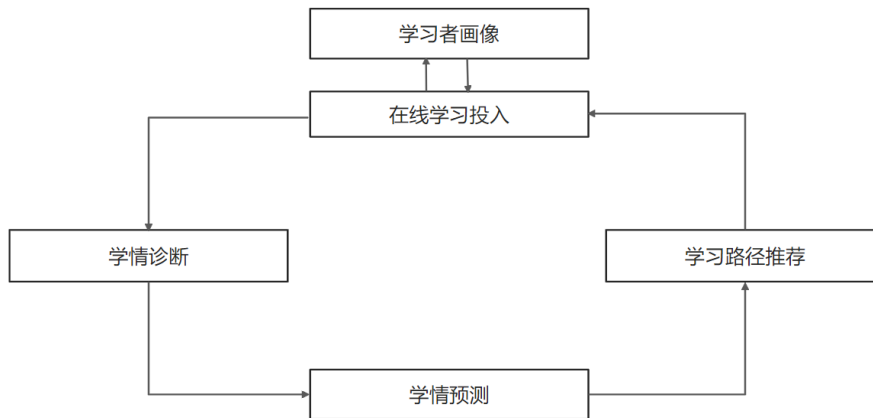 学习者画像
在线学习投入
学情诊断
学习路径推荐
学情预测